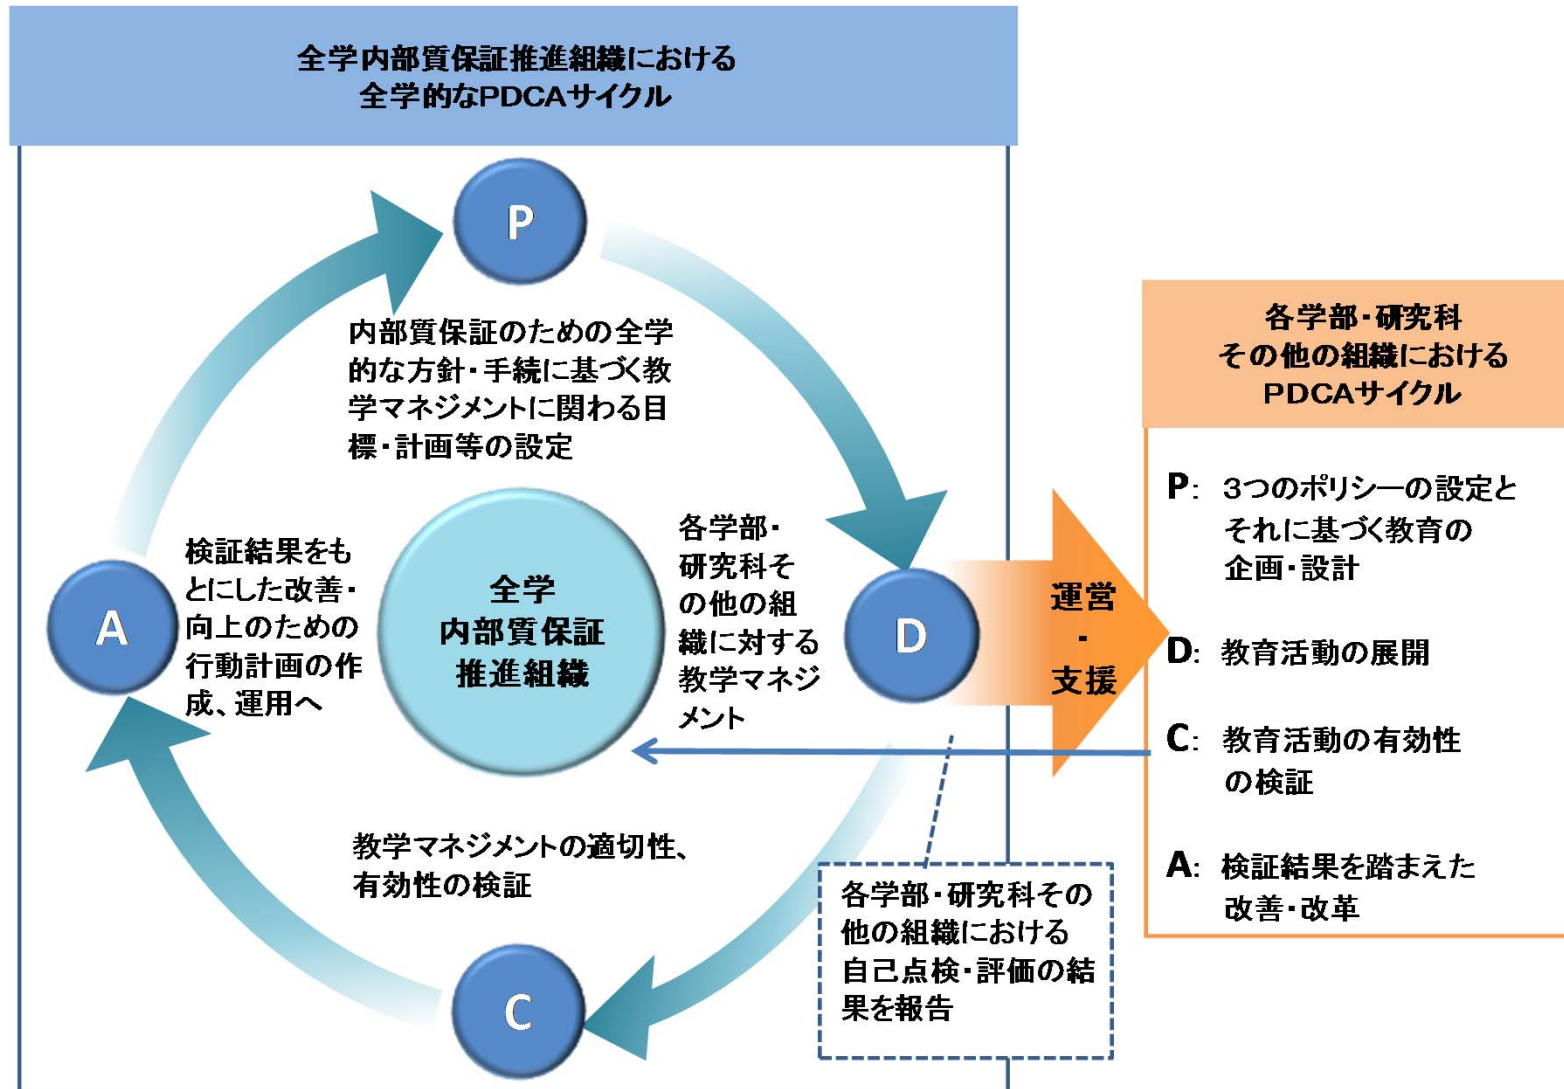 全学内部質保証推進組織における
全学的なPDCAサイクル
P
内部質保証のための全学
的な方針・手続に基づく教
学マネジメントに関わる目
標・計画等の設定
A
検証結果をも
とにした改善・
向上のための
行動計画の作
成、運用へ
全学
内部質保証
推進組織
各学部・
研究科そ
の他の組
織に対する
教学マネジ
メント
D
運営
・
支援
教学マネジメントの適切性、
有効性の検証
C
各学部・研究科その
他の組織における
自己点検・評価の結
果を報告
各学部・研究科
その他の組織における
PDCAサイクル
P: 3つのポリシーの設定と
それに基づく教育の
企画・設計
D: 教育活動の展開
C: 教育活動の有効性
の検証
A: 検証結果を踏まえた
改善・改革